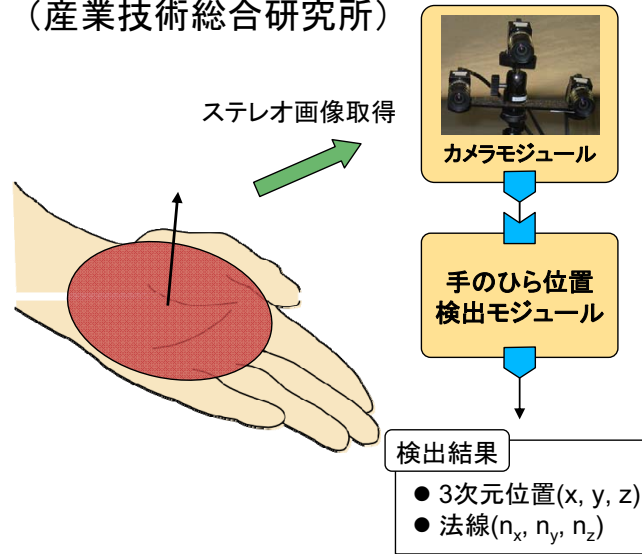 （産業技術総合研究所）
ステレオ画像取得
カメラモジュール
手のひら位置
検出モジュール
検出結果
● 3次元位置(x, y, z)
● 法線(nx, ny, nz)